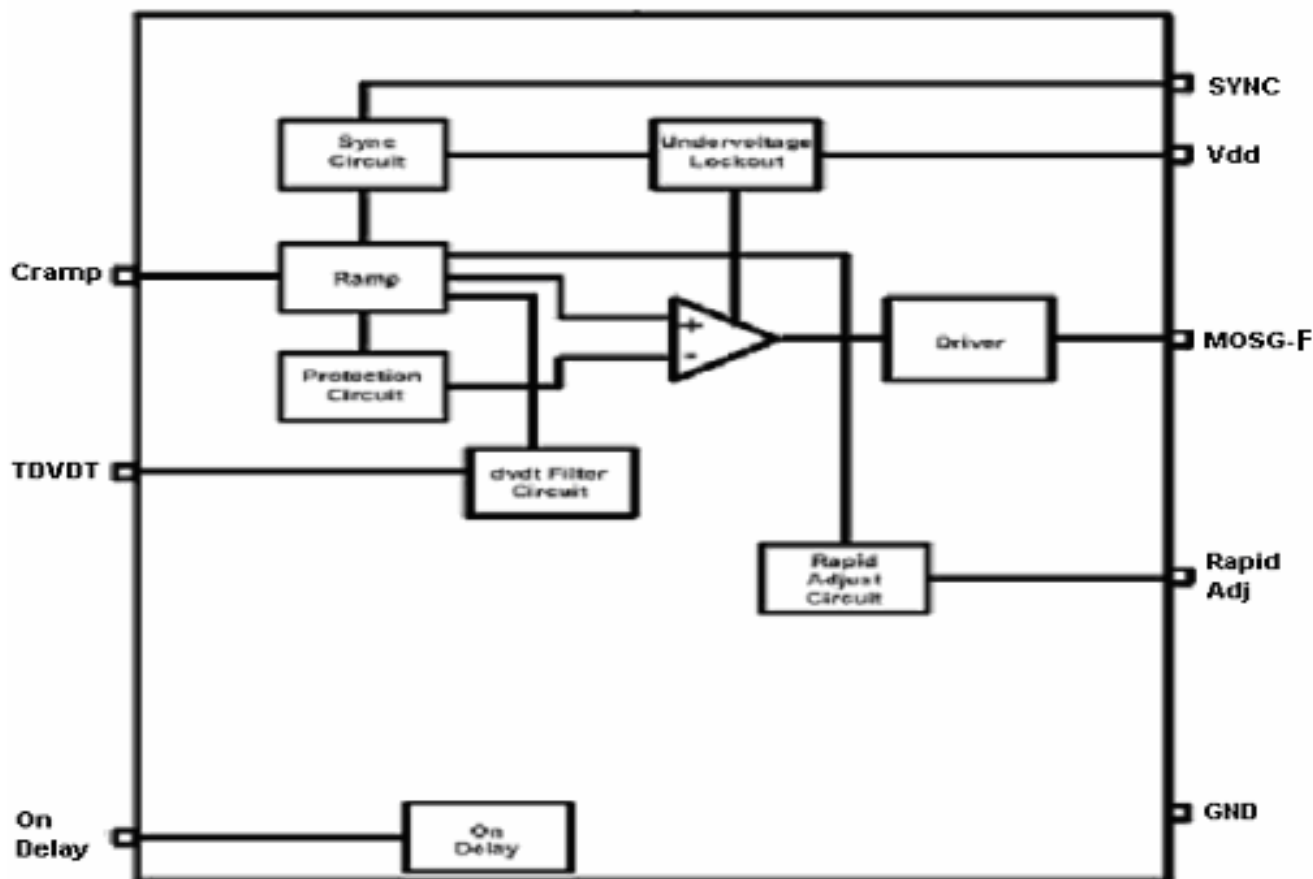 SYNC
Sync
Circuit
Undervoltage
Lockout
Vdd
Cramp
Ramp
+
-
Driver
MOSG-F
Protection
Circuit
TDVDT
dvdt Filter
Circuit
Rapid
Adjust
Circuit
Rapid
Adj
On
Delay
On
Delay
GND